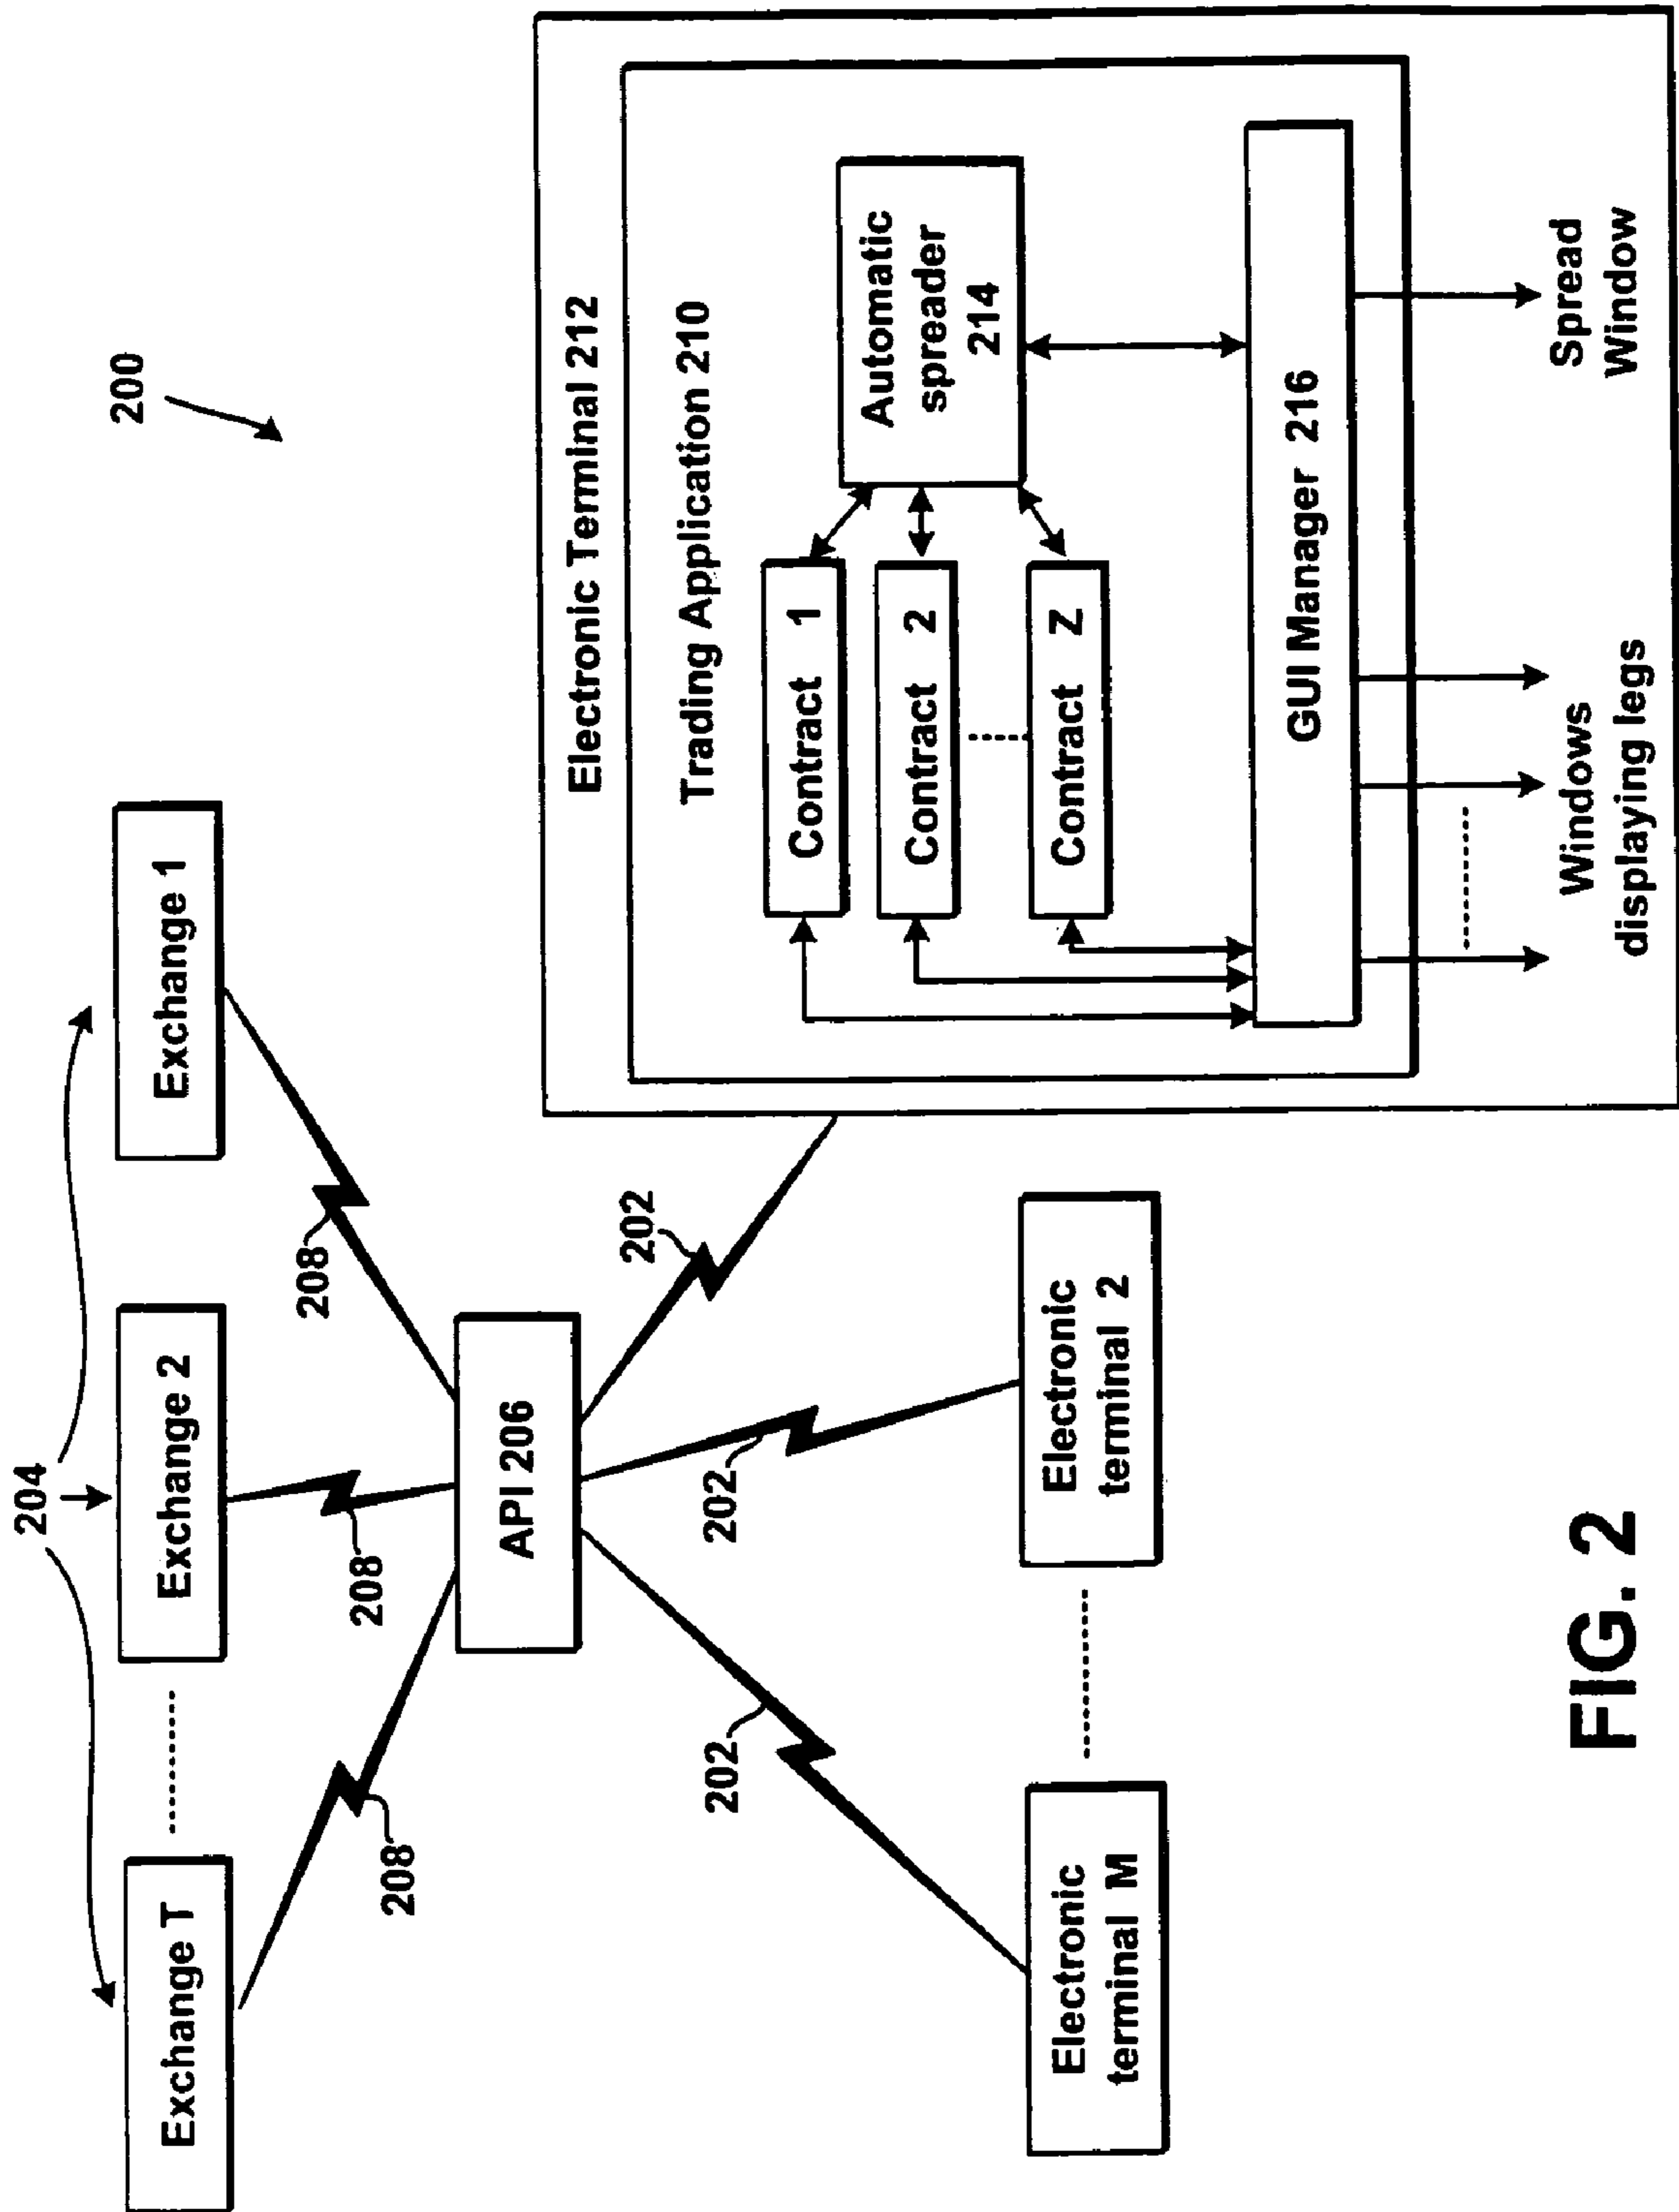 200
204
Exchange T
Exchange 2
Exchange 1
208
208
208
API 206
202
202
202
Electronic
terminal M
Electronic
terminal 2
Electronic Terminal 212
Trading Application 210
Contract 1
Contract 2
Contract Z
Automatic
spreader
214
GUI Manager 216
Windows
displaying legs
Spread
Window
FIG. 2